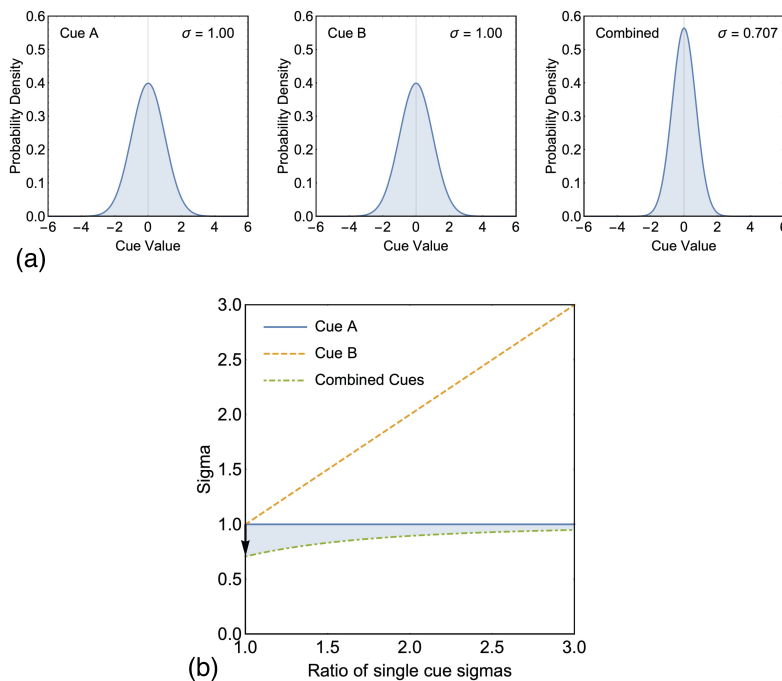 Cue A σ = 1.00
Probability Density
0.6
0.5
0.4
0.3
0.2
0.1
0.0
−6 −4 −2 0 2 4 6
Cue Value
Cue B σ = 1.00
Probability Density
0.6
0.5
0.4
0.3
0.2
0.1
0.0
−6 −4 −2 0 2 4 6
Cue Value
Combined σ = 0.707
Probability Density
0.6
0.5
0.4
0.3
0.2
0.1
0.0
−6 −4 −2 0 2 4 6
Cue Value
(a)
Cue A
Cue B
Combined Cues
Sigma
3.0
2.5
2.0
1.5
1.0
0.5
0.0
1.0 1.5 2.0 2.5 3.0
Ratio of single cue sigmas
(b)